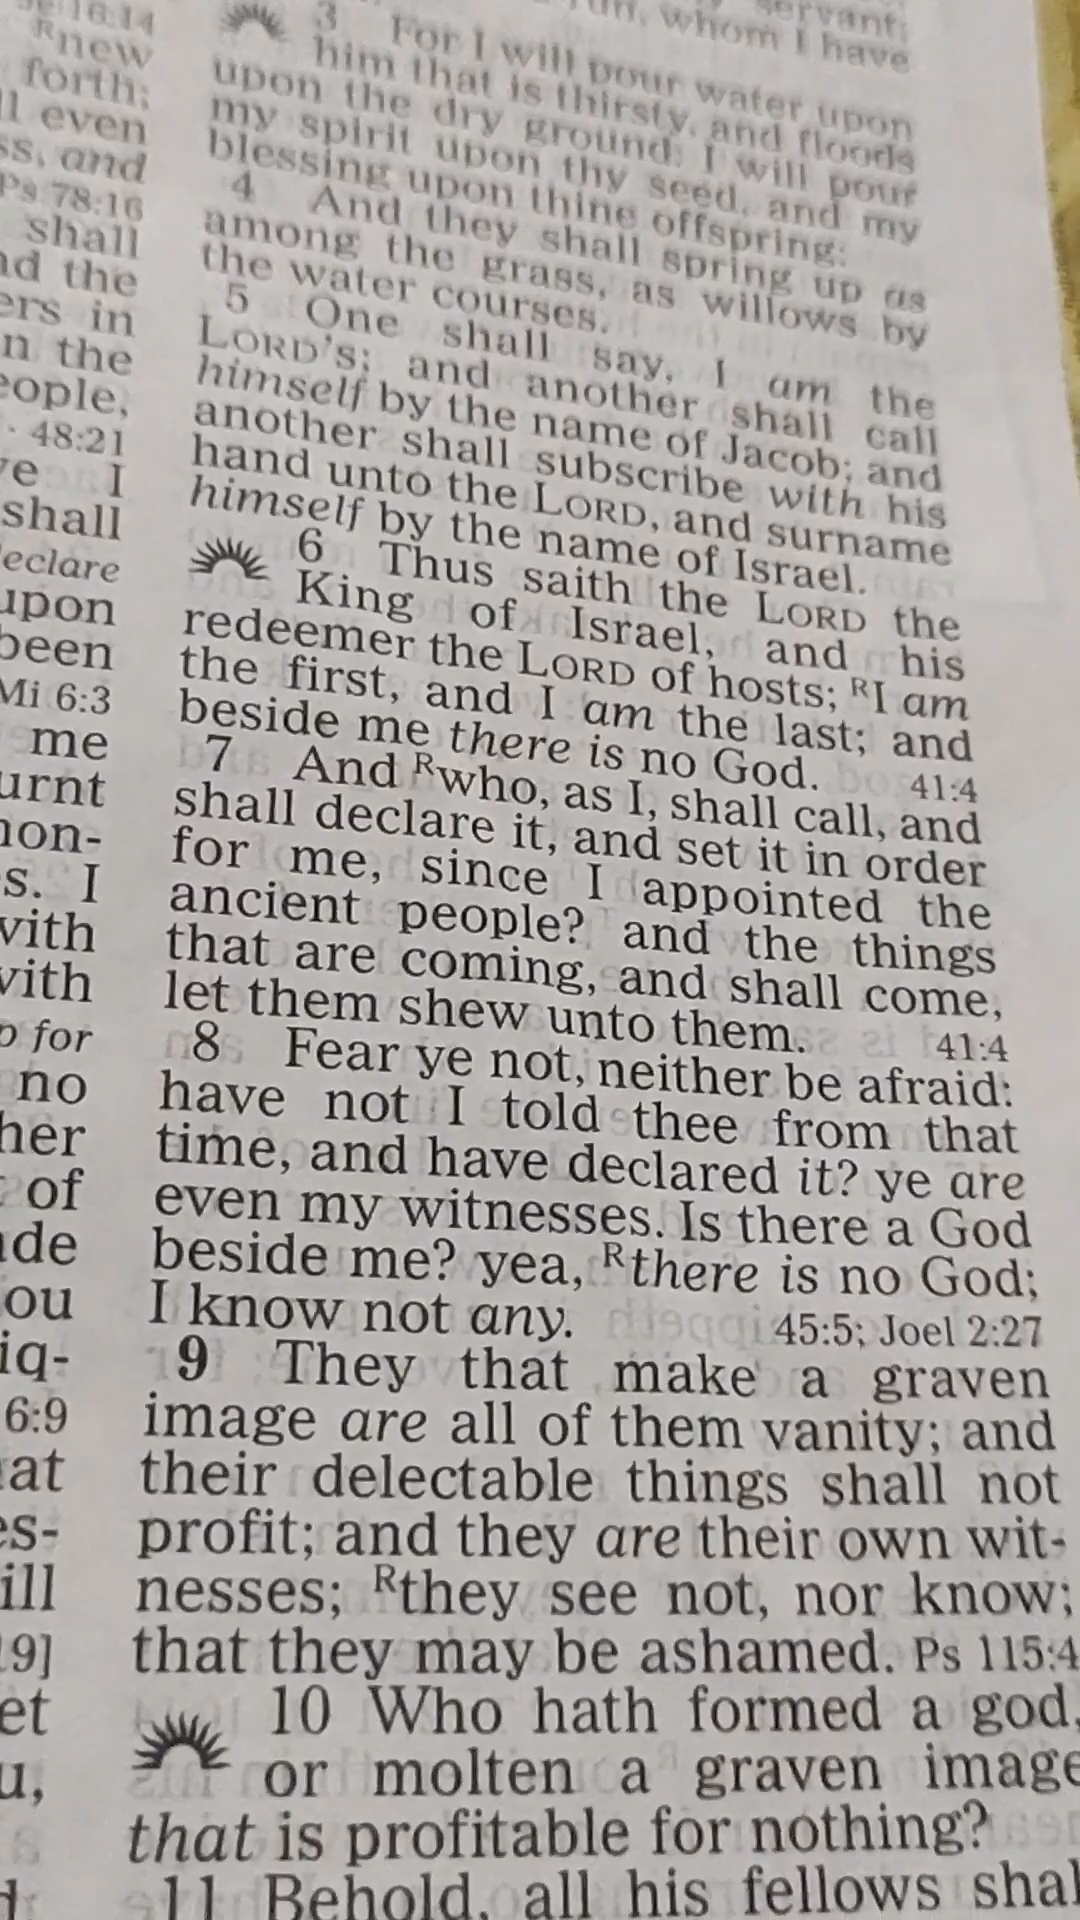 18:14
Rnew
forth;
even
and
Ps 78:16
shall
the
in
n the
eople,
48:21
I
shall
eclare
upon
been
Mi 6:3
me
urnt
non-
s. I
with
with
for
no
her
of
ade
ou
iq-
6:9
at
es-
ill
19]
et
u,
servant;
whom I have
3 For I will pour water upon
him that is thirsty, and floods
upon the dry ground: I will pour
my spirit upon thy seed, and my
blessing upon thine offspring:
4 And they shall spring up as
among the grass, as willows by
the water courses.
5 One shall say, I am the
LORD'S; and another shall call
himself by the name of Jacob; and
another shall subscribe with his
hand unto the LORD, and surname
himself by the name of Israel.
6 Thus saith the LORD the
King of Israel, and his
redeemer the LORD of hosts; RI am
the first, and I am the last; and
beside me there is no God. 41:4
7 And Rwho, as I, shall call, and
shall declare it, and set it in order
for me, since I appointed the
ancient people? and the things
that are coming, and shall come,
let them shew unto them. 41:4
8 Fear ye not, neither be afraid:
have not I told thee from that
time, and have declared it? ye are
even my witnesses. Is there a God
beside me? yea, Rthere is no God;
I know not any. 45:5; Joel 2:27
9 They that make a graven
image are all of them vanity; and
their delectable things shall not
profit; and they are their own wit-
nesses; Rthey see not, nor know;
that they may be ashamed. Ps 115:4
10 Who hath formed a god,
or molten a graven image
that is profitable for nothing?
11 Behold, all his fellows shal